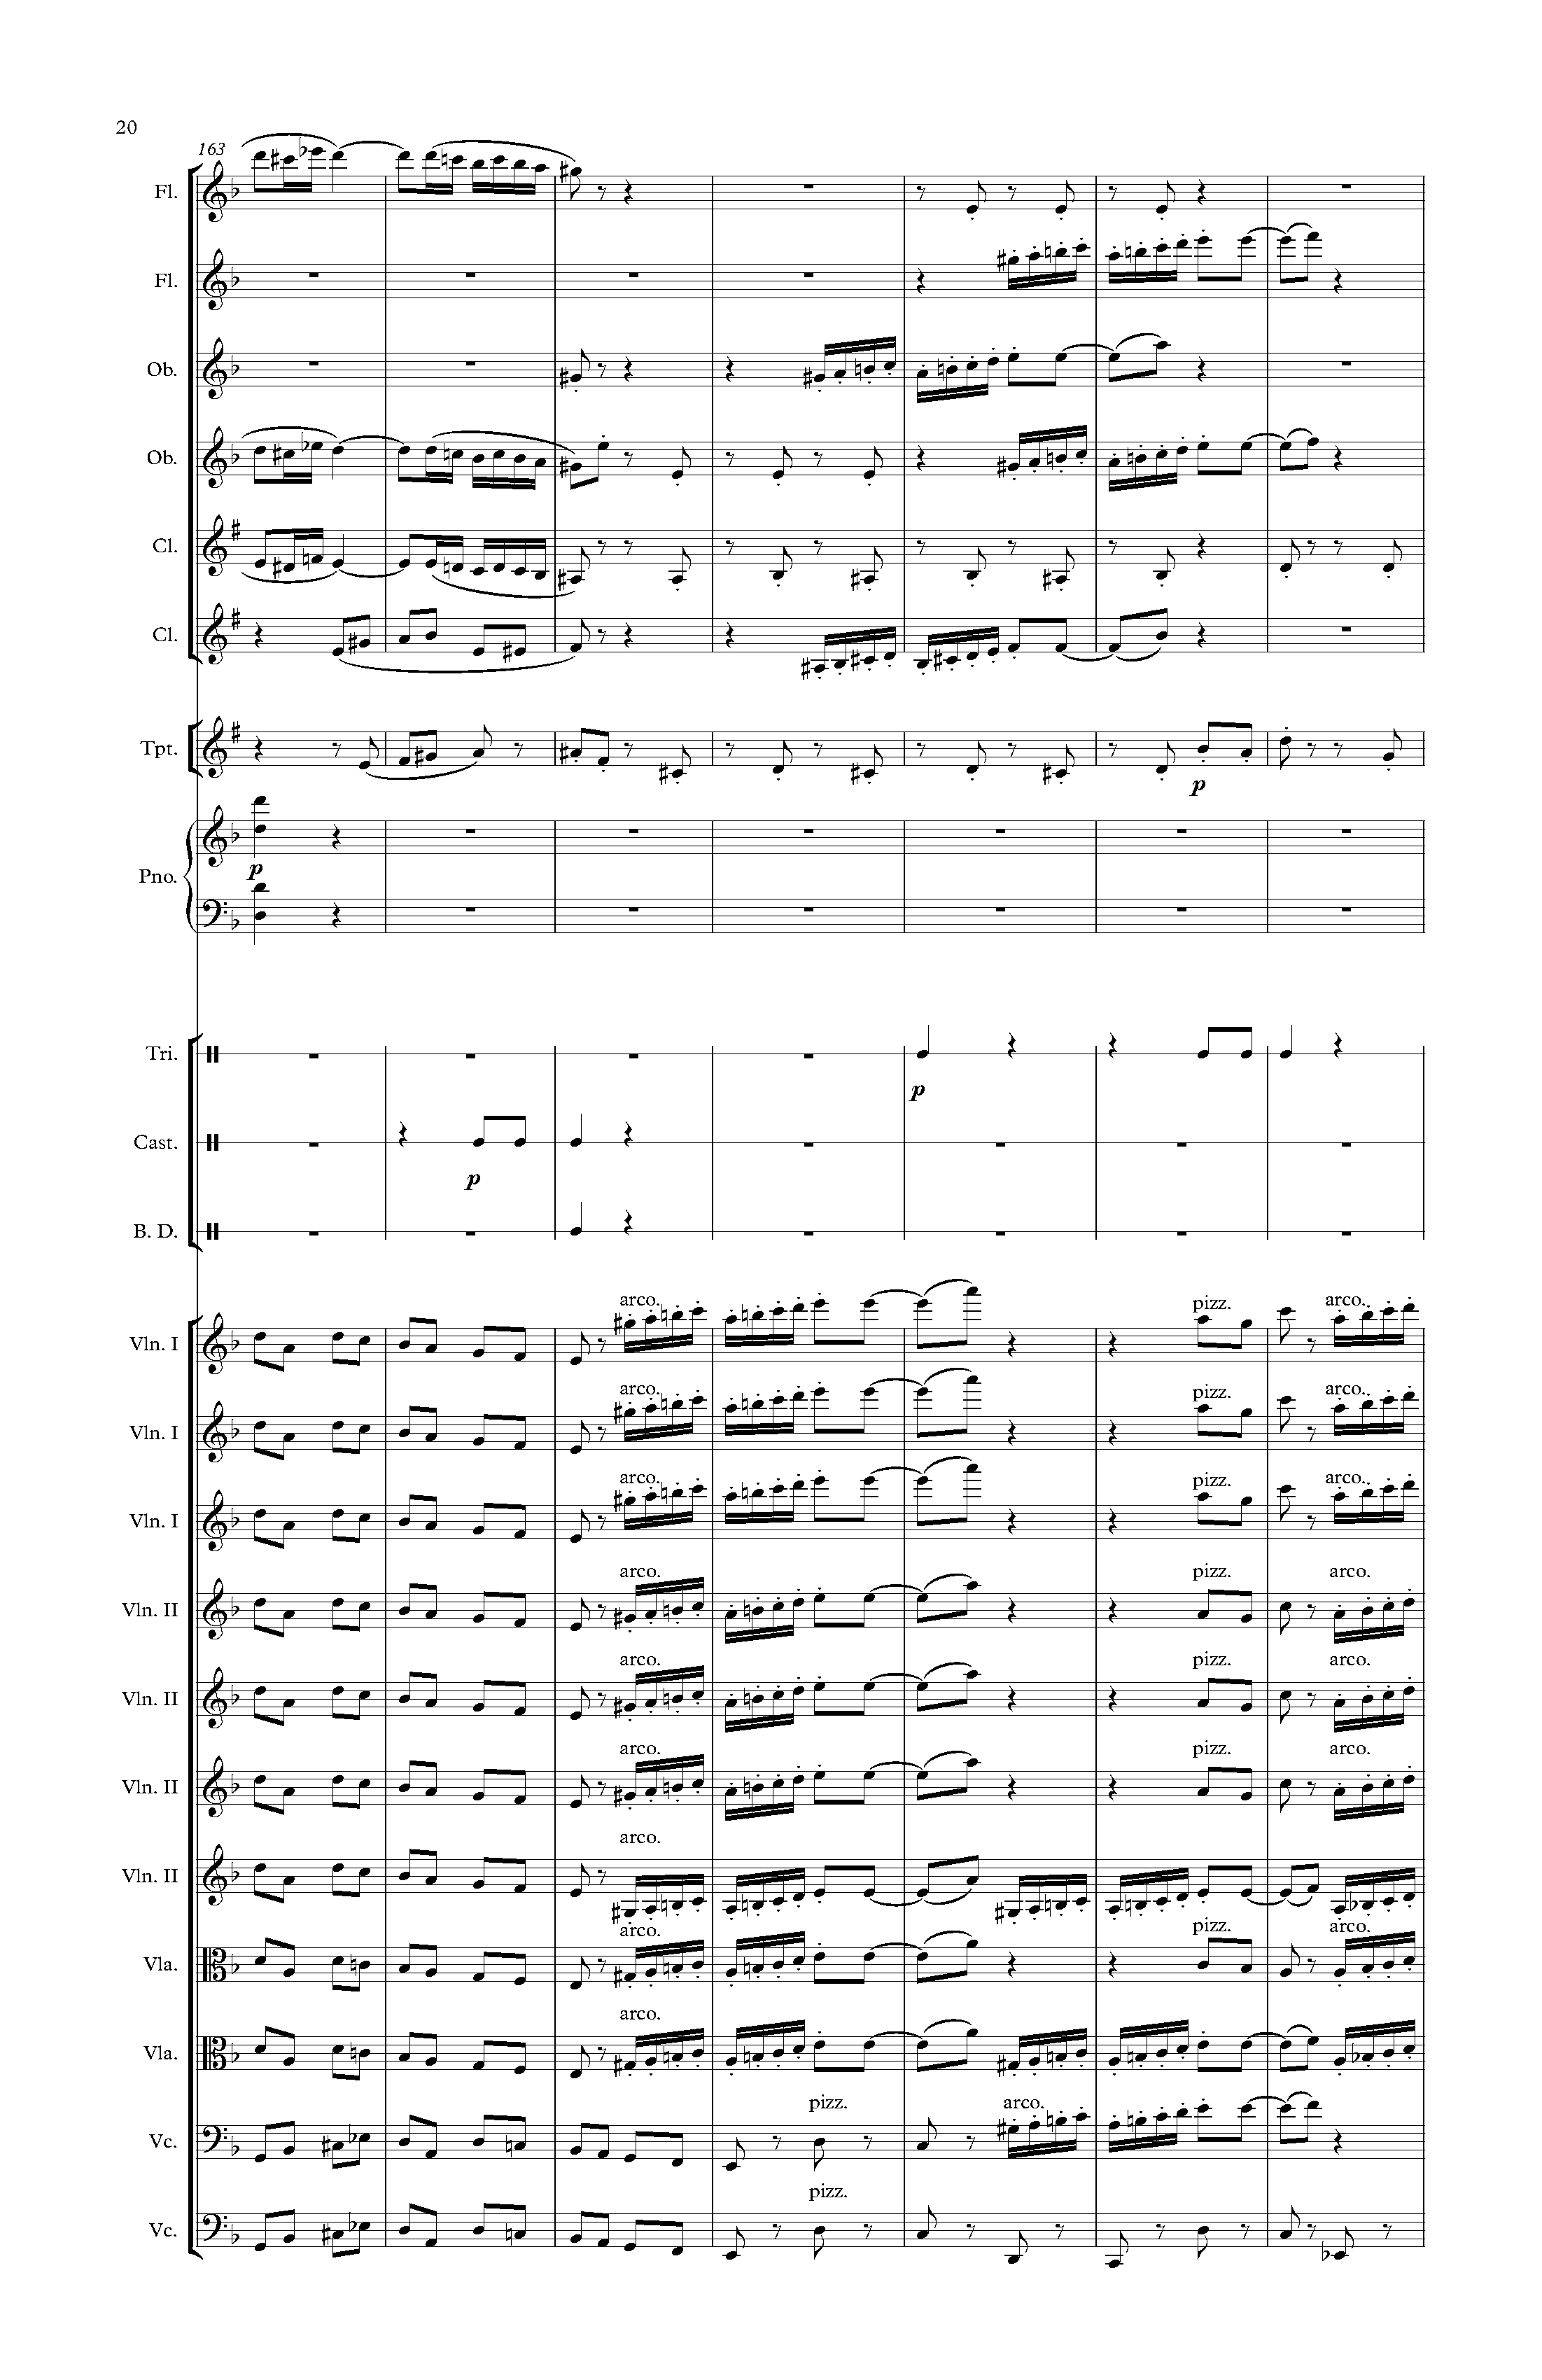 20
163
Fl.
Fl.
Ob.
Ob.
Cl.
Cl.
Tpt.
p
Pno.
p
Tri.
p
Cast.
p
B. D.
arco. pizz. arco.
Vln. I
arco. pizz. arco.
Vln. I
arco. pizz. arco.
Vln. I
arco. pizz. arco.
Vln. II
arco. pizz. arco.
Vln. II
arco. pizz. arco.
Vln. II
arco.
Vln. II
arco. pizz. arco.
Vla.
arco.
Vla.
pizz. arco.
Vc.
pizz.
Vc.